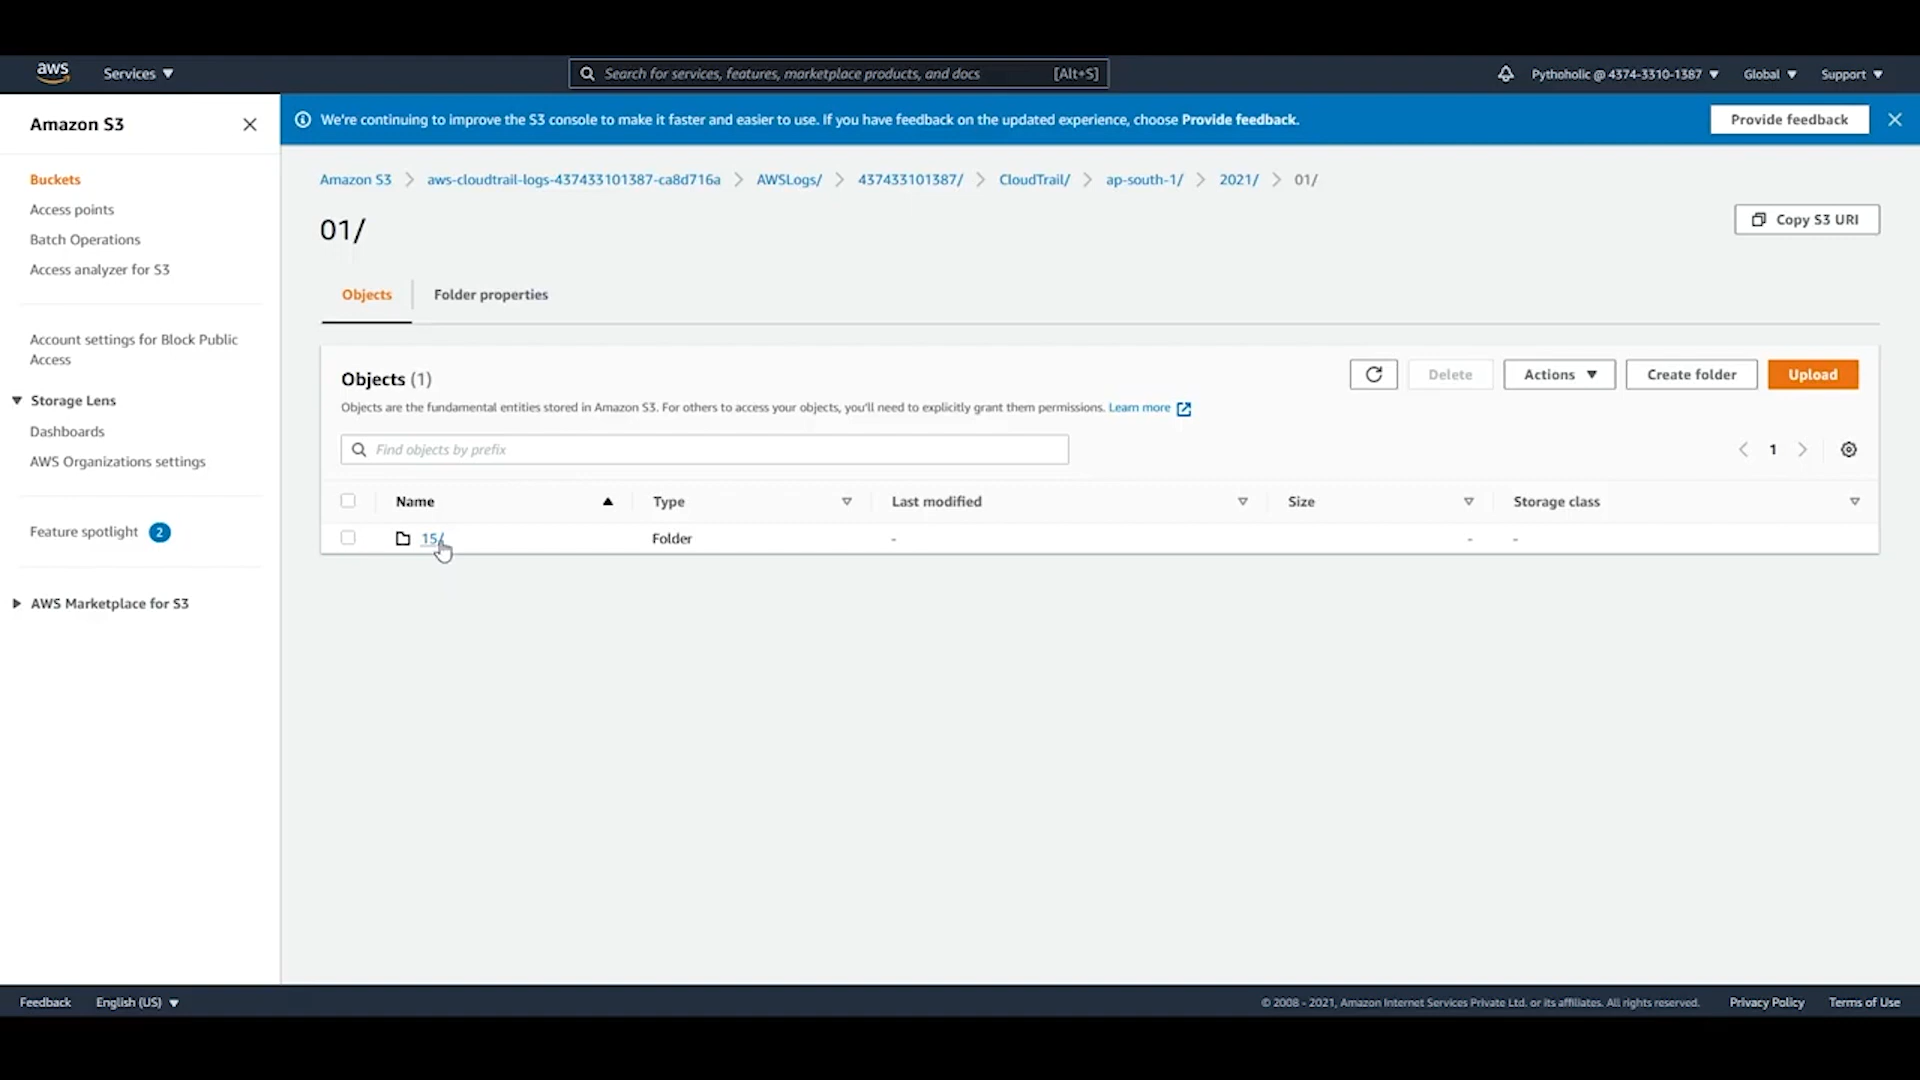 aws
Services
Search for services, features, marketplace products, and docs
[Alt+S]
Pythoholic @ 4374-3310-1387
Global
Support
Amazon S3
We're continuing to improve the S3 console to make it faster and easier to use. If you have feedback on the updated experience, choose Provide feedback.
Provide feedback
Buckets
Access points
Batch Operations
Access analyzer for S3
Account settings for Block Public
Access
Storage Lens
Dashboards
AWS Organizations settings
Feature spotlight 2
AWS Marketplace for S3
Amazon S3
aws-cloudtrail-logs-437433101387-ca8d716a
AWSLogs/
437433101387/
CloudTrail/
ap-south-1/
2021/
01/
01/
Copy S3 URI
Objects
Folder properties
Objects (1)
Delete
Actions
Create folder
Upload
Objects are the fundamental entities stored in Amazon S3. For others to access your objects, you'll need to explicitly grant them permissions. Learn more
Find objects by prefix
1
Name
Type
Last modified
Size
Storage class
15/
Folder
-
-
-
Feedback
English (US)
© 2008 - 2021, Amazon Internet Services Private Ltd. or its affiliates. All rights reserved.
Privacy Policy
Terms of Use